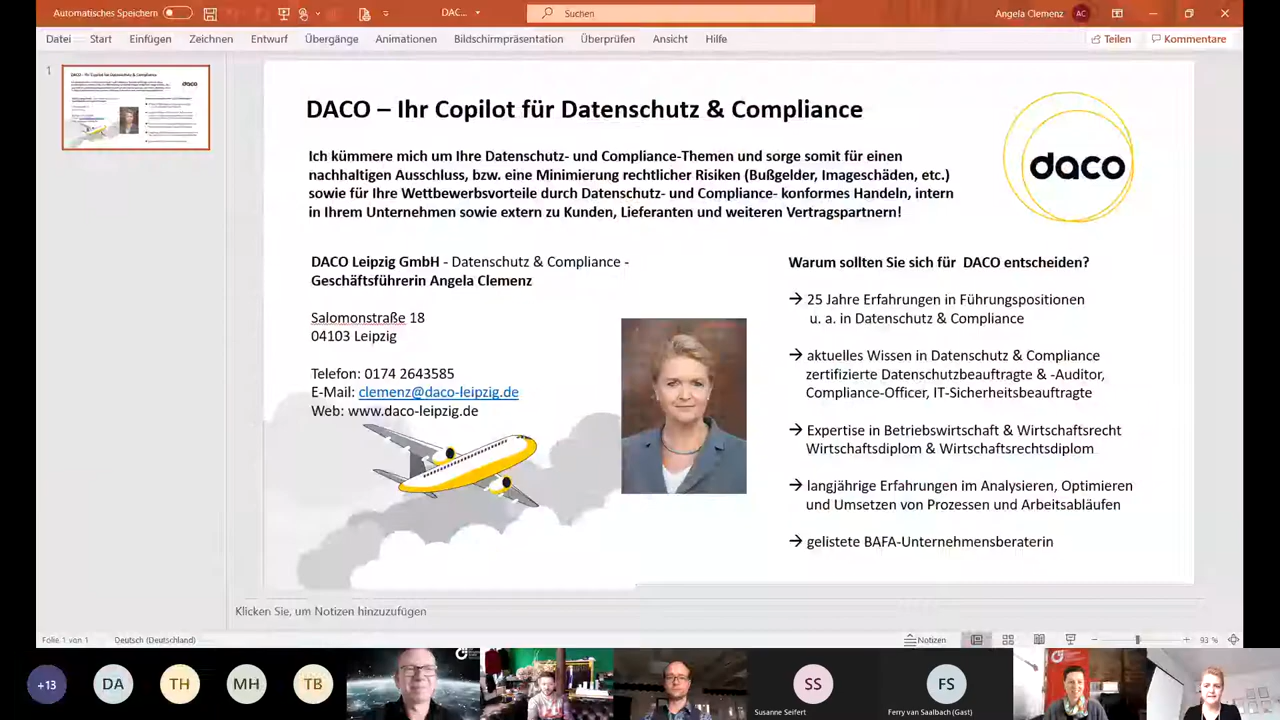 Automatisches Speichern
DAC...
Suchen
Angela Clemenz
AC
Datei
Start
Einfügen
Zeichnen
Entwurf
Übergänge
Animationen
Bildschirmpräsentation
Überprüfen
Ansicht
Hilfe
Teilen
Kommentare
1
DACO – Ihr Copilot für Datenschutz & Compliance
Ich kümmere mich um Ihre Datenschutz- und Compliance-Themen und sorge somit für einen
nachhaltigen Ausschluss, bzw. eine Minimierung rechtlicher Risiken (Bußgelder, Imageschäden, etc.)
sowie für Ihre Wettbewerbsvorteile durch Datenschutz- und Compliance- konformes Handeln, intern
in Ihrem Unternehmen sowie extern zu Kunden, Lieferanten und weiteren Vertragspartnern!
daco
DACO Leipzig GmbH - Datenschutz & Compliance -
Geschäftsführerin Angela Clemenz
Salomonstraße 18
04103 Leipzig
Telefon: 0174 2643585
E-Mail: clemenz@daco-leipzig.de
Web: www.daco-leipzig.de
Warum sollten Sie sich für  DACO entscheiden?
→ 25 Jahre Erfahrungen in Führungspositionen
u. a. in Datenschutz & Compliance
→ aktuelles Wissen in Datenschutz & Compliance
zertifizierte Datenschutzbeauftragte & -Auditor,
Compliance-Officer, IT-Sicherheitsbeauftragte
→ Expertise in Betriebswirtschaft & Wirtschaftsrecht
Wirtschaftsdiplom & Wirtschaftsrechtsdiplom
→ langjährige Erfahrungen im Analysieren, Optimieren
und Umsetzen von Prozessen und Arbeitsabläufen
→ gelistete BAFA-Unternehmensberaterin
Klicken Sie, um Notizen hinzuzufügen
Folie 1 von 1
Deutsch (Deutschland)
Notizen
93 %
+13
DA
TH
MH
TB
SS
Susanne Seifert
FS
Ferry van Saalbach (Gast)